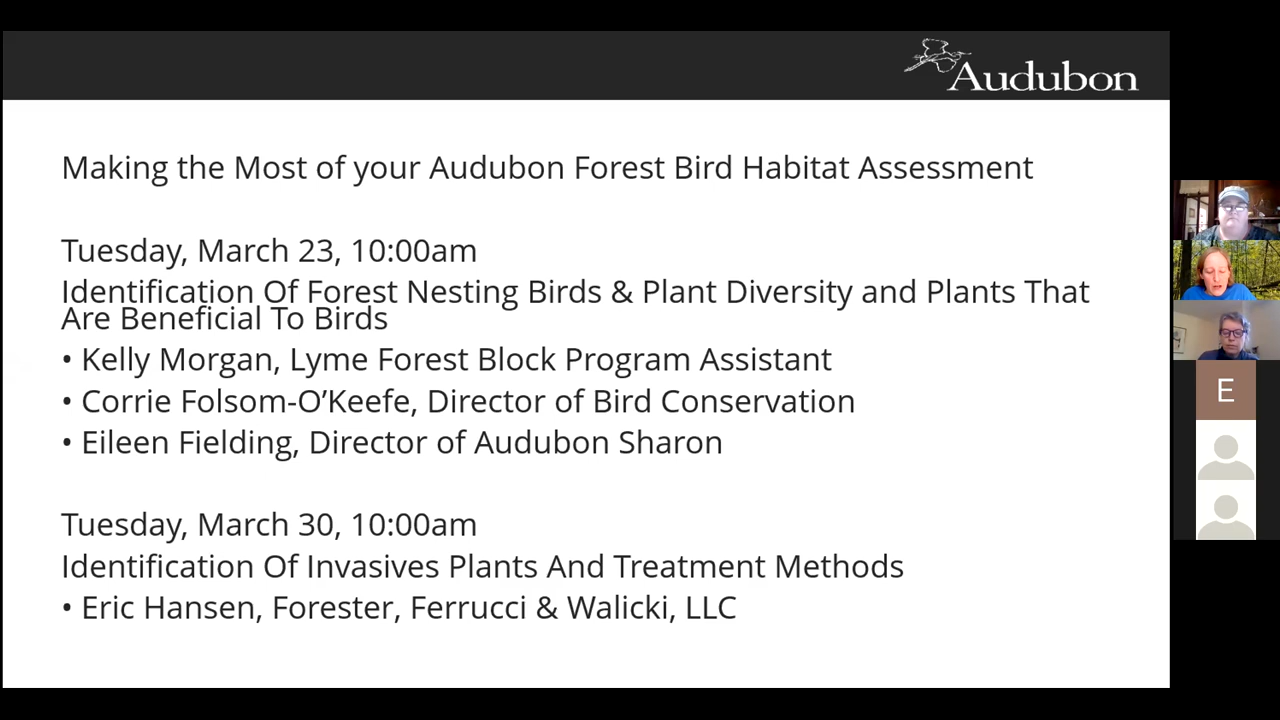 Audubon
Making the Most of your Audubon Forest Bird Habitat Assessment
Tuesday, March 23, 10:00am
Identification Of Forest Nesting Birds & Plant Diversity and Plants That
Are Beneficial To Birds
• Kelly Morgan, Lyme Forest Block Program Assistant
• Corrie Folsom-O’Keefe, Director of Bird Conservation
• Eileen Fielding, Director of Audubon Sharon
Tuesday, March 30, 10:00am
Identification Of Invasives Plants And Treatment Methods
• Eric Hansen, Forester, Ferrucci & Walicki, LLC
E